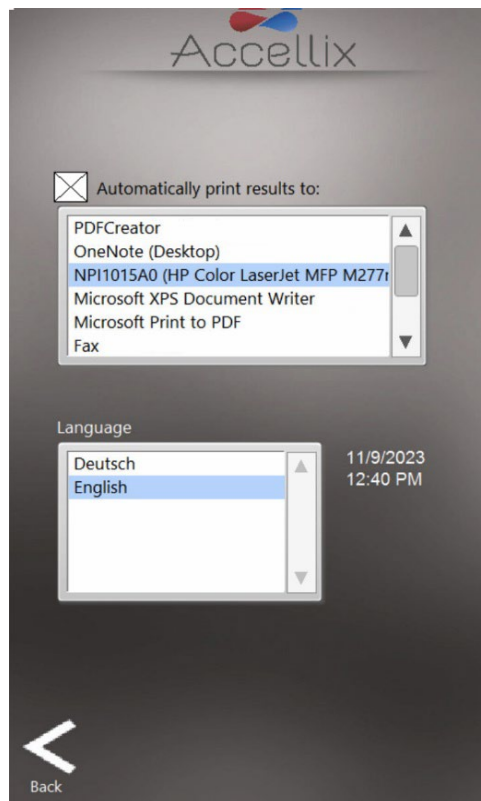 Accellix
Automatically print results to:
PDFCreator
OneNote (Desktop)
NPI1015A0 (HP Color LaserJet MFP M277
Microsoft XPS Document Writer
Microsoft Print to PDF
Fax
Language
Deutsch
English
11/9/2023
12:40 PM
Back